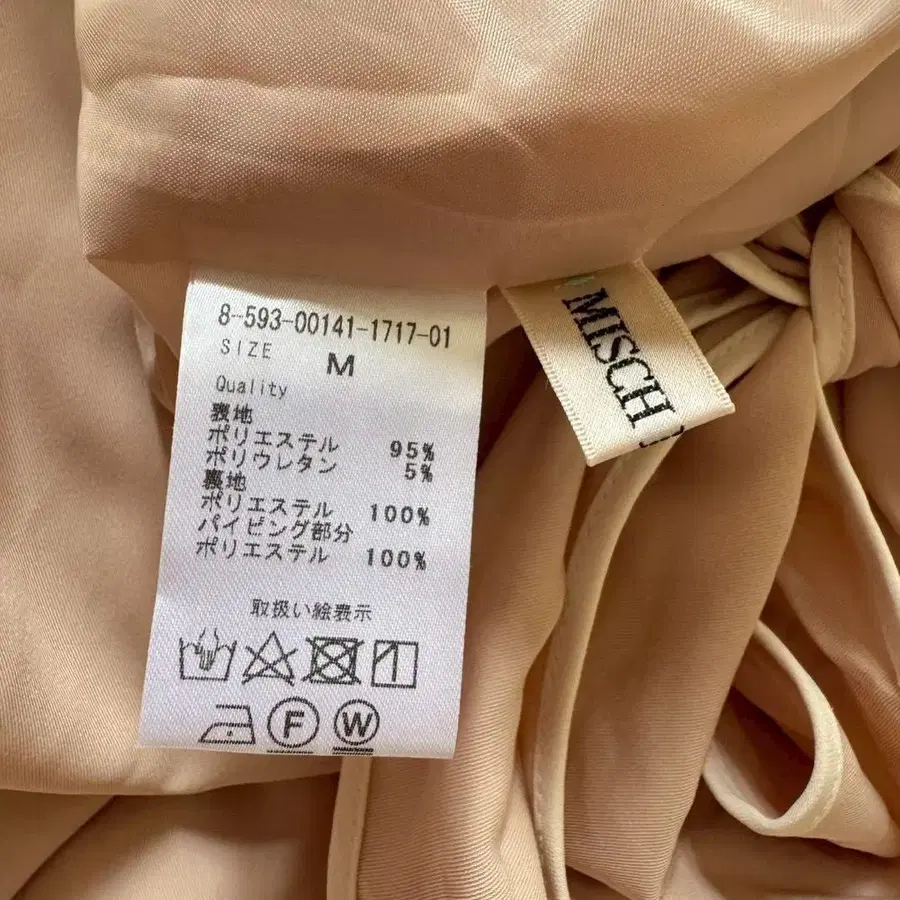 8-593-00141-1717-01
SIZE M
Quality
裏地
ポリエステル 95%
ポリウレタン 5%
裏地
ポリエステル 100%
パイピング部分
ポリエステル 100%
取扱い絵表示
F W
MISCH